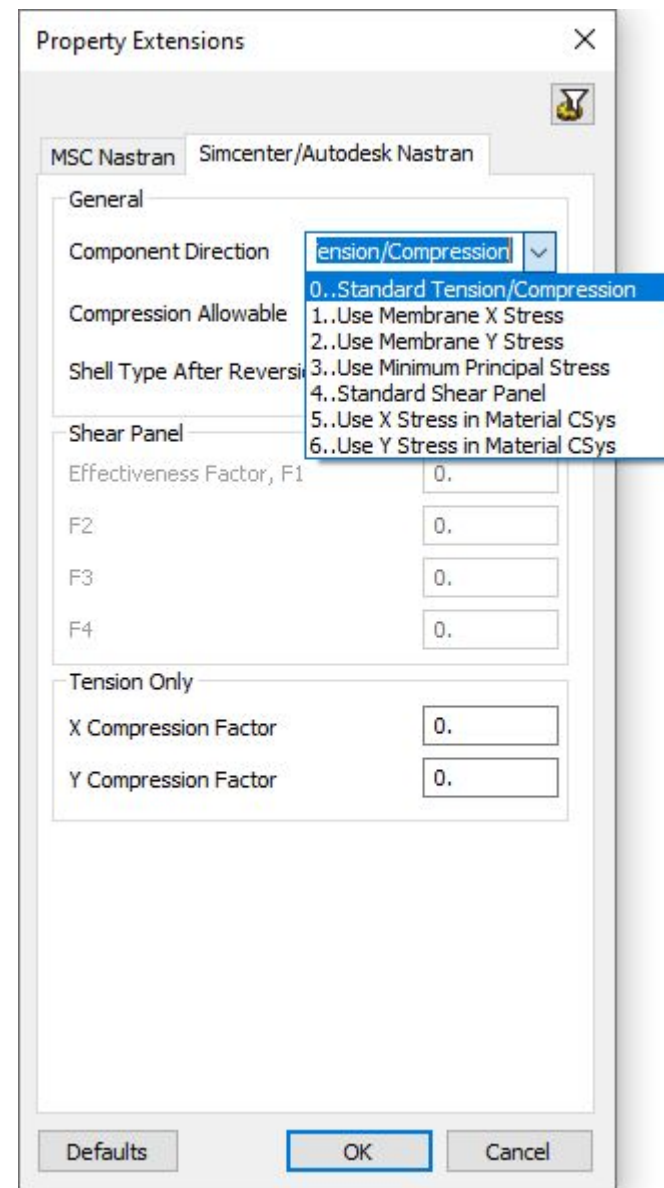 Property Extensions
MSC Nastran
Simcenter/Autodesk Nastran
General
Component Direction
ension/Compression
0..Standard Tension/Compression
1..Use Membrane X Stress
2..Use Membrane Y Stress
3..Use Minimum Principal Stress
4..Standard Shear Panel
5..Use X Stress in Material CSys
6..Use Y Stress in Material CSys
Compression Allowable
Shell Type After Reversi
Shear Panel
Effectiveness Factor, F1
0.
F2
0.
F3
0.
F4
0.
Tension Only
X Compression Factor
0.
Y Compression Factor
0.
Defaults
OK
Cancel